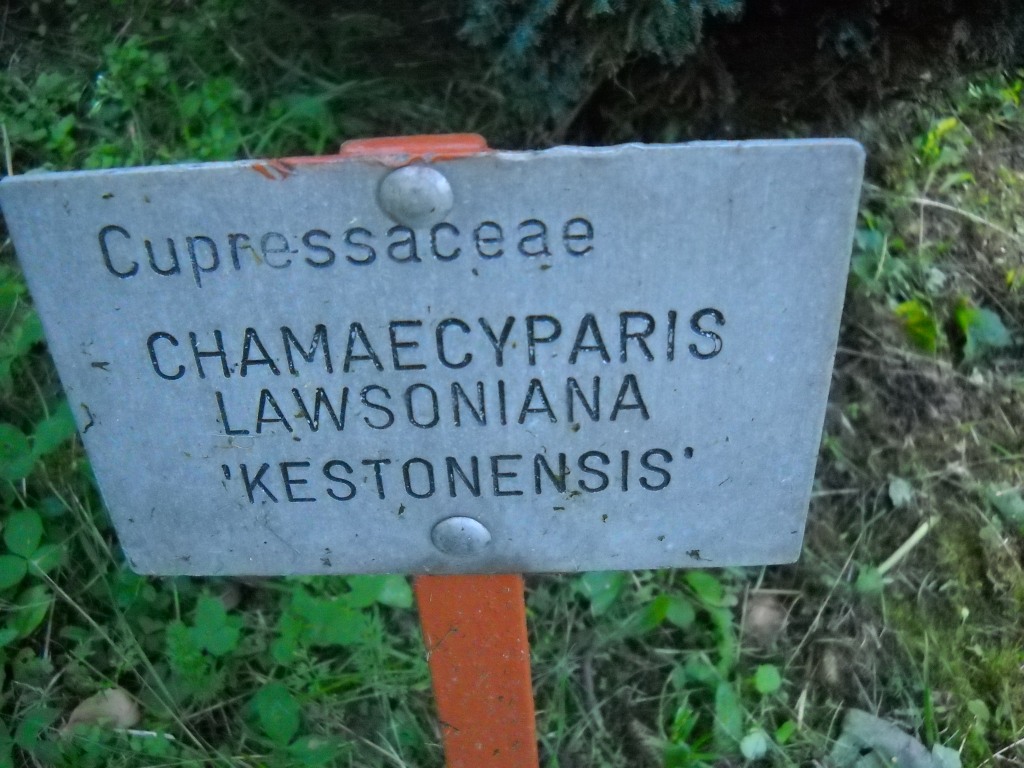 Cupressaceae
CHAMAECYPARIS
LAWSONIANA
'KESTONENSIS'